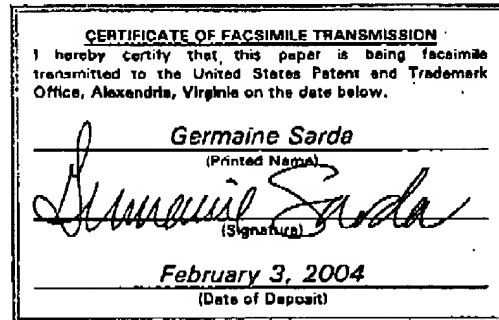 CERTIFICATE OF FACSIMILE TRANSMISSION
I hereby certify that this paper is being facsimile
transmitted to the United States Patent and Trademark
Office, Alexandria, Virginia on the date below.
Germaine Sarda
(Printed Name)
Germaine Sarda
(Signature)
February 3, 2004
(Date of Deposit)